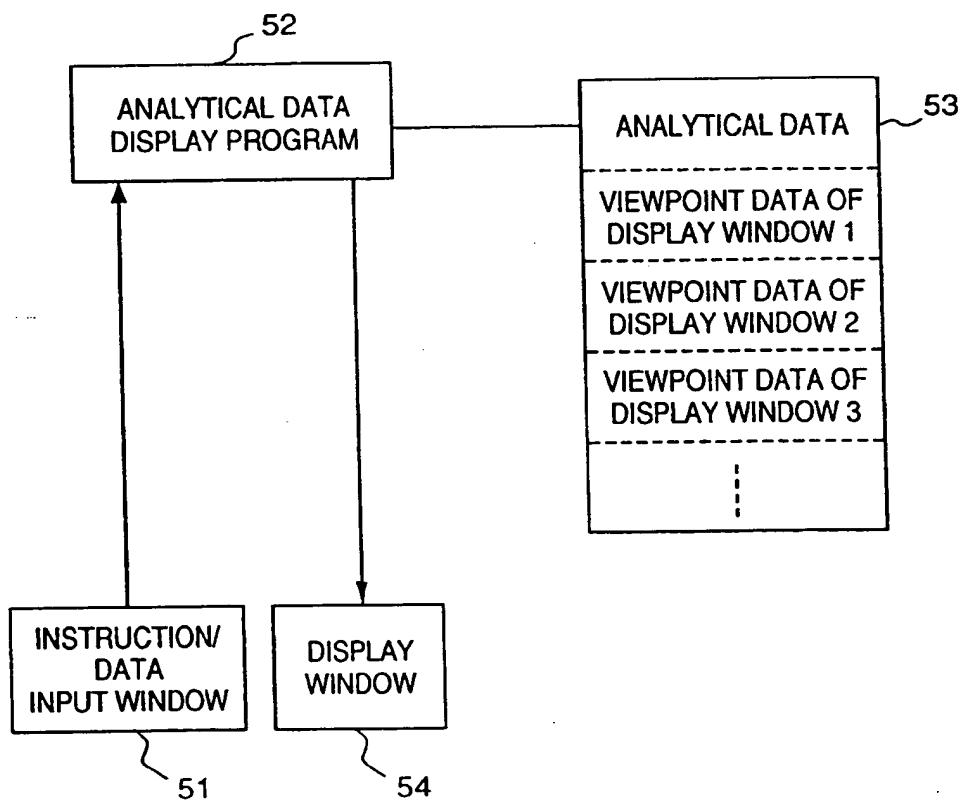 52
ANALYTICAL DATA
DISPLAY PROGRAM
ANALYTICAL DATA
53
VIEWPOINT DATA OF
DISPLAY WINDOW 1
VIEWPOINT DATA OF
DISPLAY WINDOW 2
VIEWPOINT DATA OF
DISPLAY WINDOW 3
INSTRUCTION/
DATA
INPUT WINDOW
51
DISPLAY
WINDOW
54